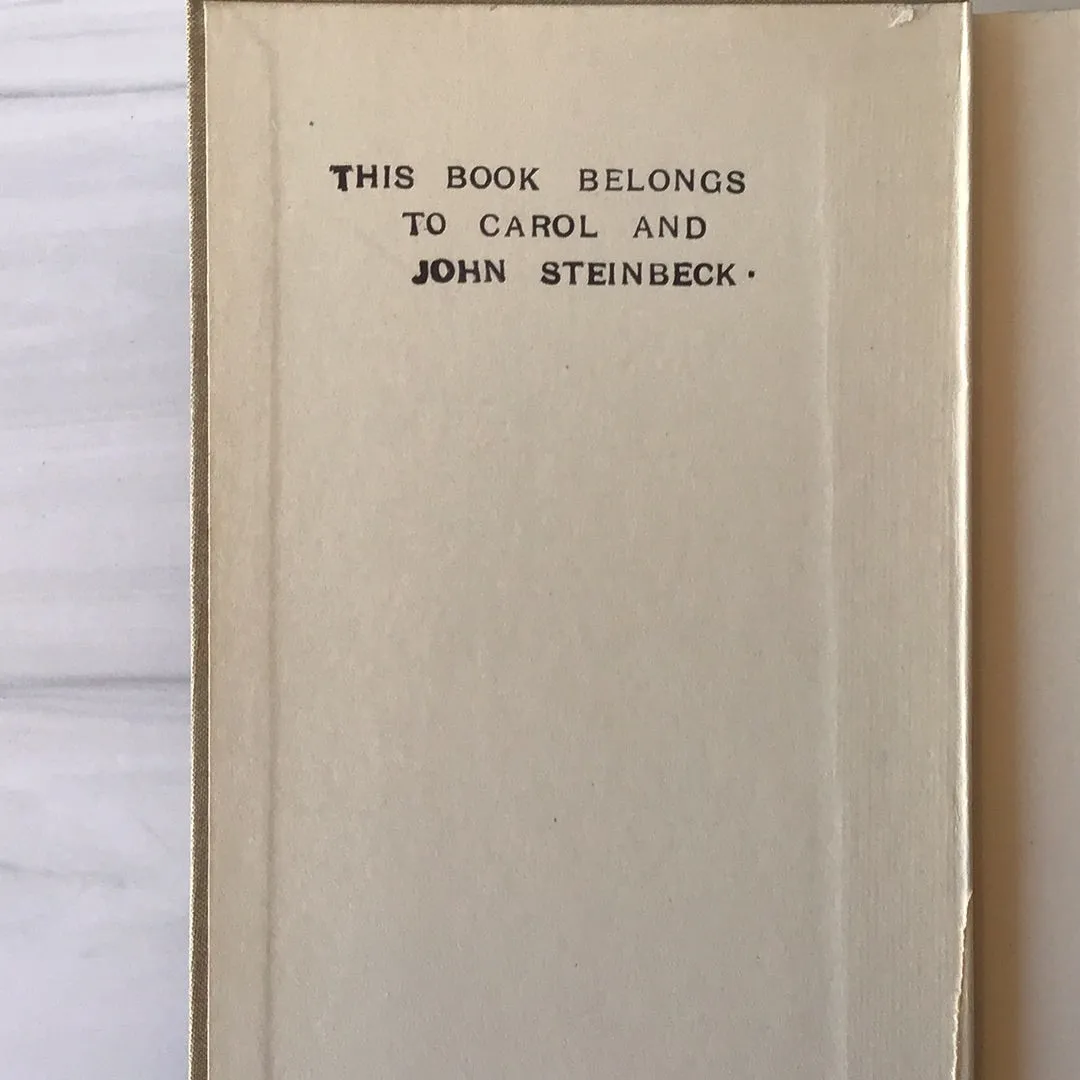 THIS BOOK BELONGS
TO CAROL AND
JOHN STEINBECK.